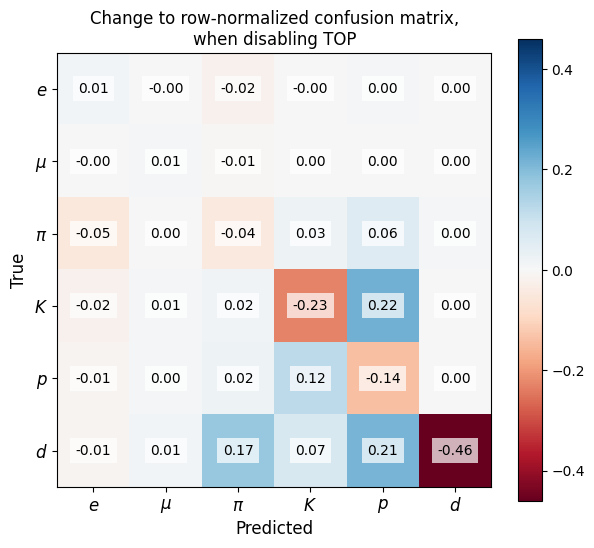 Change to row-normalized confusion matrix,
when disabling TOP
e 0.01 -0.00 -0.02 -0.00 0.00 0.00
μ -0.00 0.01 -0.01 0.00 0.00 0.00
π -0.05 0.00 -0.04 0.03 0.06 0.00
K -0.02 0.01 0.02 -0.23 0.22 0.00
p -0.01 0.00 0.02 0.12 -0.14 0.00
d -0.01 0.01 0.17 0.07 0.21 -0.46
e μ π K p d
Predicted
True
0.4
0.2
0.0
−0.2
−0.4